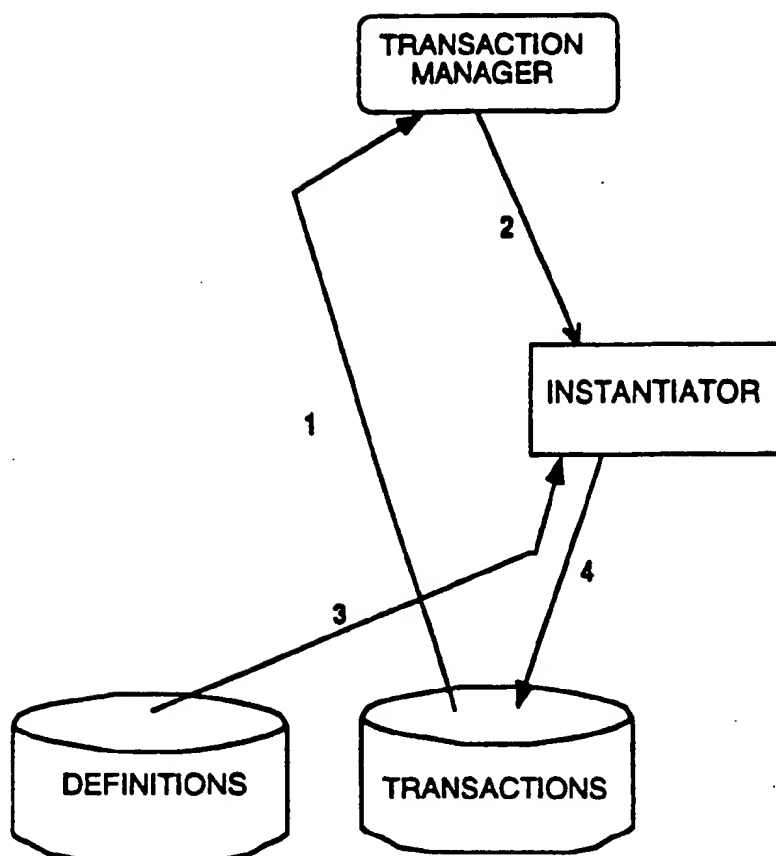 TRANSACTION
MANAGER
2
INSTANTIATOR
1
4
3
DEFINITIONS
TRANSACTIONS